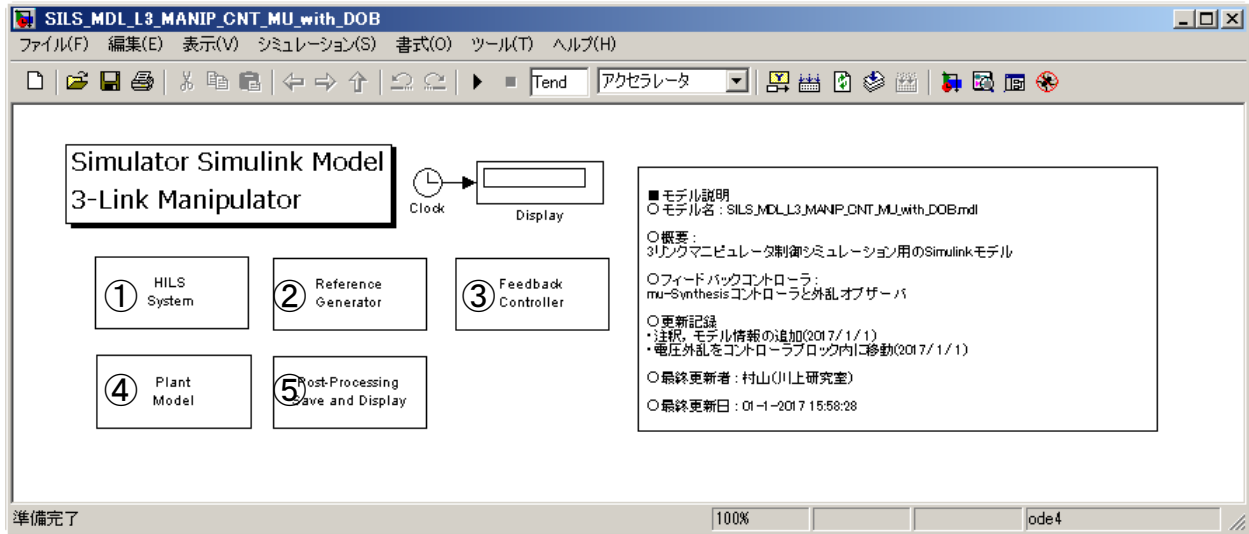 SILS_MDL_L3_MANIP_CNT_MU_with_DOB
ファイル(F) 編集(E) 表示(V) シミュレーション(S) 書式(O) ツール(T) ヘルプ(H)
Tend アクセラレータ
Simulator Simulink Model
3-Link Manipulator
Clock
Display
① HILS
System
② Reference
Generator
③ Feedback
Controller
④ Plant
Model
⑤ Post-Processing
Save and Display
■モデル説明
○モデル名 : SILS_MDL_L3_MANIP_CNT_MU_with_DOB.mdl
○概要 :
3リンクマニピュレータ制御シミュレーション用のSimulinkモデル
○フィードバックコントローラ :
mu-Synthesisコントローラと外乱オブザーバ
○更新記録
・注釈, モデル情報の追加(2017/1/1)
・電圧外乱をコントローラブロック内に移動(2017/1/1)
○最終更新者 : 村山(川上研究室)
○最終更新日 : 01-1-2017 15:58:28
準備完了
100%
ode4